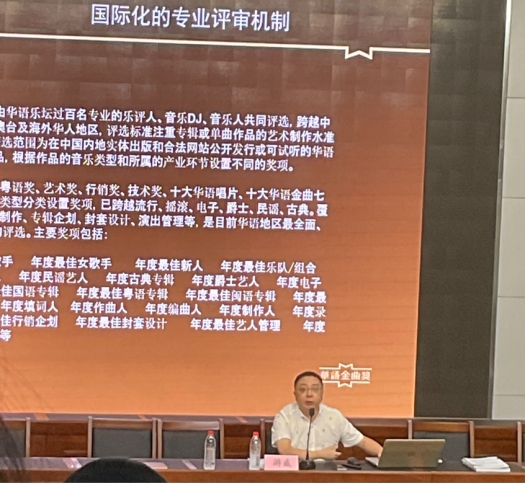 国际化的专业评审机制
由华语乐坛过百名专业的乐评人、音乐DJ、音乐人共同评选，跨越中
澳台及海外华人地区，评选标准注重专辑或单曲作品的艺术制作水准
选范围为在中国内地实体出版和合法网站公开发行或可试听的华语
品，根据作品的音乐类型和所属的产业环节设置不同的奖项。
粤语奖、艺术奖、行销奖、技术奖、十大华语唱片、十大华语金曲七
类型分类设置奖项，已跨越流行、摇滚、电子、爵士、民谣、古典。覆
制作、专辑企划、封套设计、演出管理等，是目前华语地区最全面、
评选。主要奖项包括：
歌手 年度最佳女歌手 年度最佳新人 年度最佳乐队/组合
年度民谣艺人 年度古典专辑 年度爵士艺人 年度电子
佳国语专辑 年度最佳粤语专辑 年度最佳闽语专辑 年度最
年度填词人 年度作曲人 年度编曲人 年度制作人 年度录
佳行销企划 年度最佳封套设计 年度最佳艺人管理 年度
等
華語金曲獎